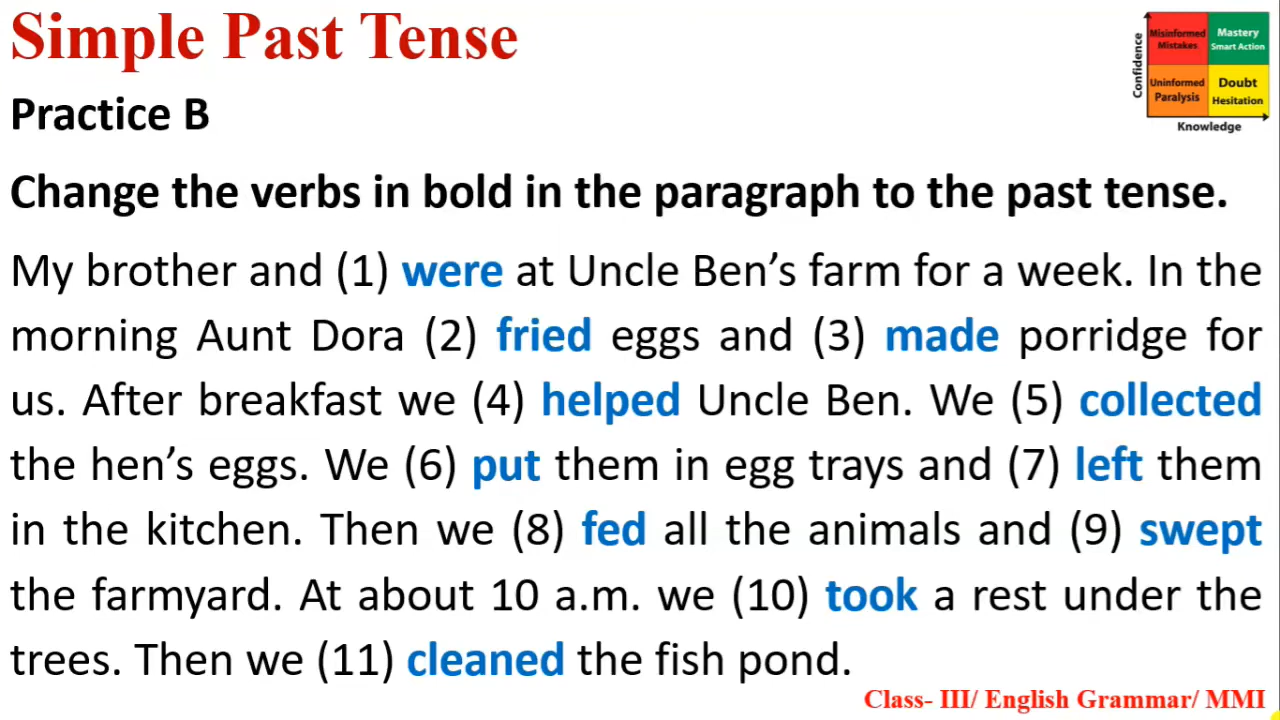 Simple Past Tense
Practice B
Change the verbs in bold in the paragraph to the past tense.
My brother and (1) were at Uncle Ben’s farm for a week. In the
morning Aunt Dora (2) fried eggs and (3) made porridge for
us. After breakfast we (4) helped Uncle Ben. We (5) collected
the hen’s eggs. We (6) put them in egg trays and (7) left them
in the kitchen. Then we (8) fed all the animals and (9) swept
the farmyard. At about 10 a.m. we (10) took a rest under the
trees. Then we (11) cleaned the fish pond.
Confidence
Misinformed
Mistakes
Mastery
Smart Action
Uninformed
Paralysis
Doubt
Hesitation
Knowledge
Class- III/ English Grammar/ MMI